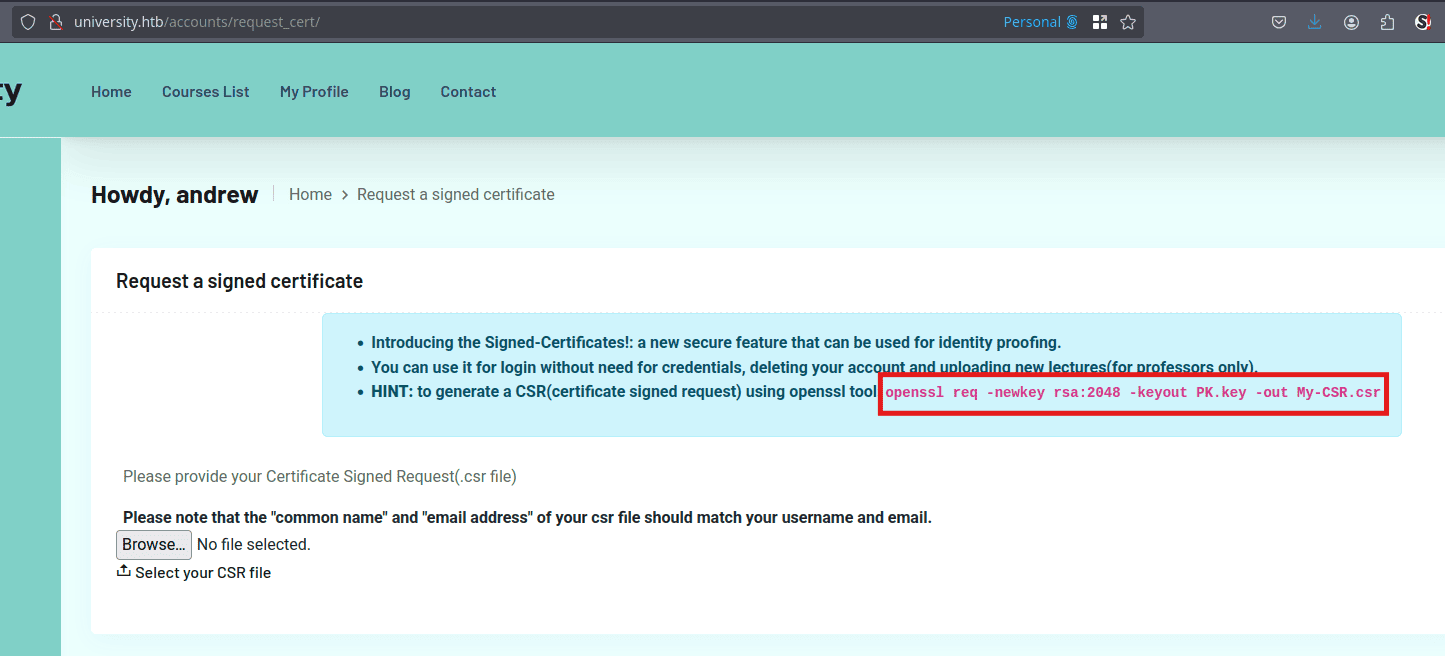 university.htb/accounts/request_cert/ Personal
ty Home Courses List My Profile Blog Contact
Howdy, andrew Home > Request a signed certificate
Request a signed certificate
• Introducing the Signed-Certificates!: a new secure feature that can be used for identity proofing.
• You can use it for login without need for credentials, deleting your account and uploading new lectures(for professors only).
• HINT: to generate a CSR(certificate signed request) using openssl tool openssl req -newkey rsa:2048 -keyout PK.key -out My-CSR.csr
Please provide your Certificate Signed Request(.csr file)
Please note that the "common name" and "email address" of your csr file should match your username and email.
Browse... No file selected.
Select your CSR file